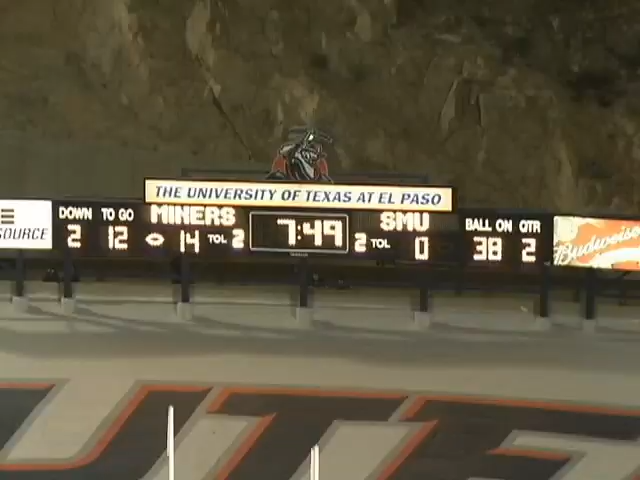 THE UNIVERSITY OF TEXAS AT EL PASO
DOWN TO GO MINERS 7:49 SMU BALL ON QTR
2 12 14 TOL 2 2 TOL 0 38 2
SOURCE
Budweiser
UTE